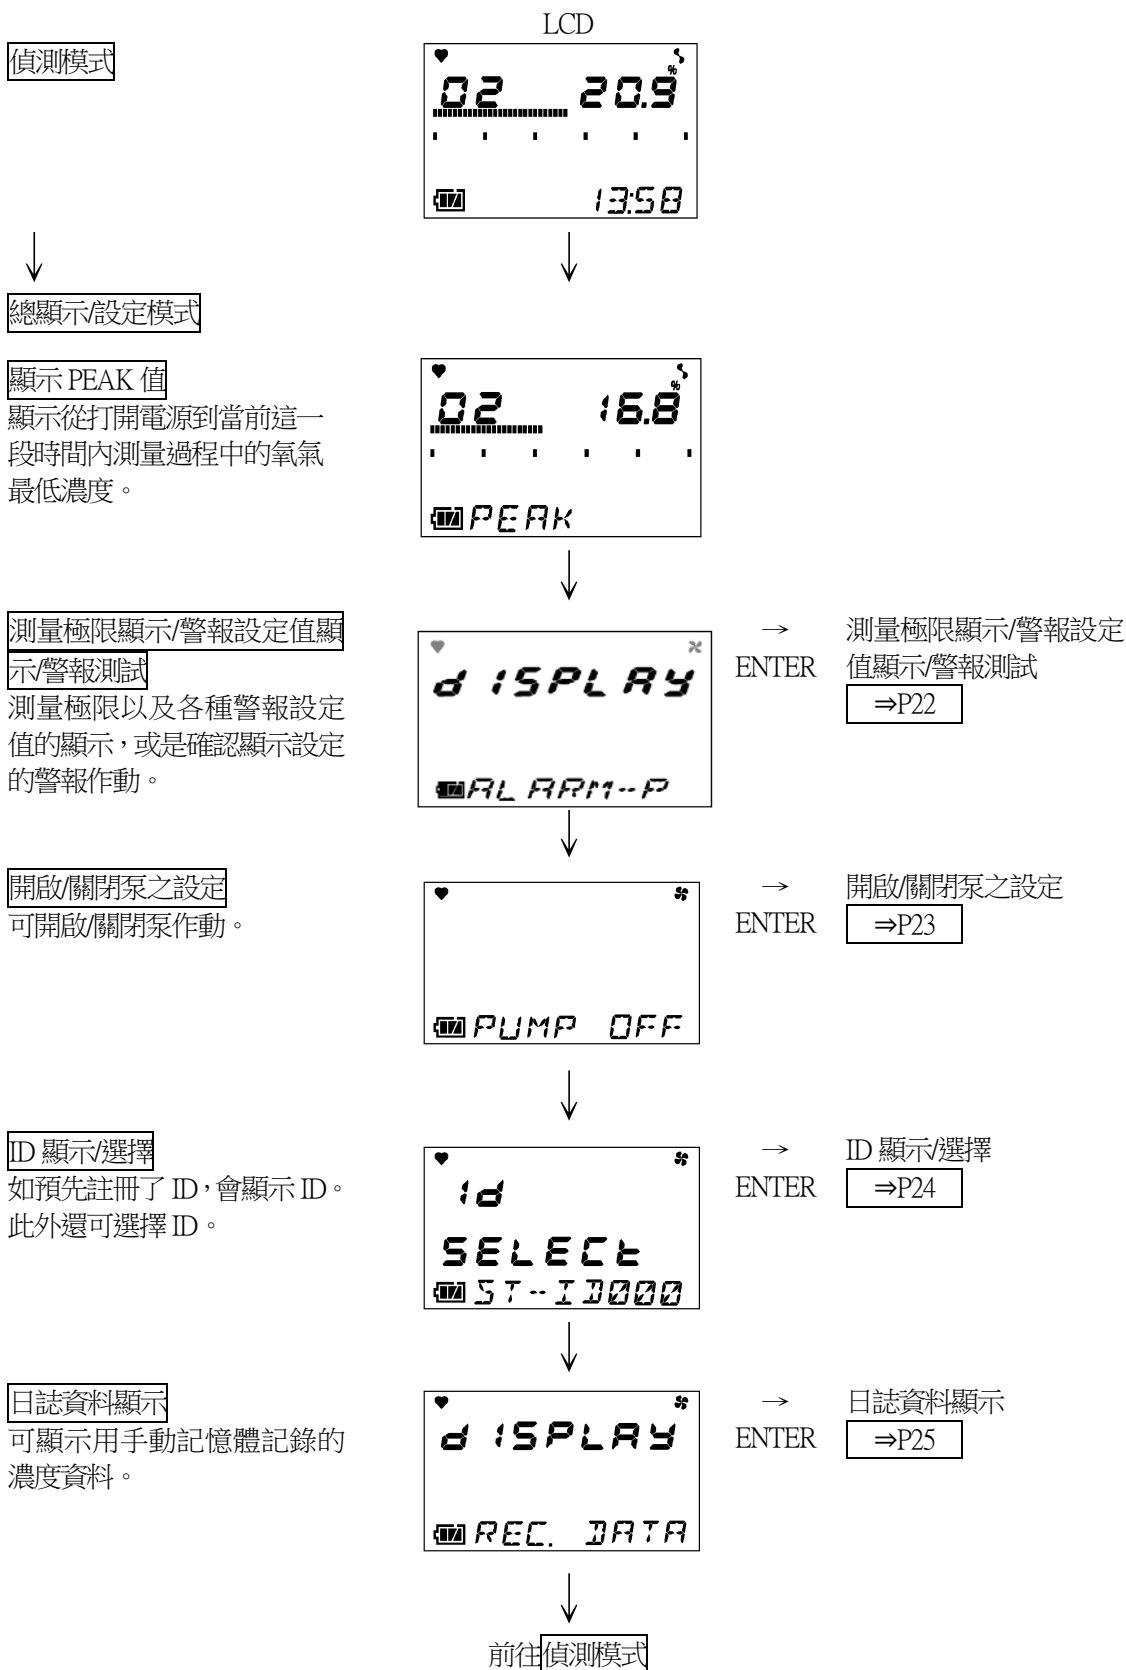 LCD
偵測模式
O2 20.9%
13:58
總顯示/設定模式
顯示 PEAK 值
顯示從打開電源到當前這一
段時間內測量過程中的氧氣
最低濃度。
O2 16.8%
PEAK
測量極限顯示/警報設定值顯
示/警報測試
測量極限以及各種警報設定
值的顯示,或是確認顯示設定
的警報作動。
dISPLAY
ALARM--P
→
ENTER
測量極限顯示/警報設定
值顯示/警報測試
⇒P22
開啟/關閉泵之設定
可開啟/關閉泵作動。
PUMP OFF
→
ENTER
開啟/關閉泵之設定
⇒P23
ID 顯示/選擇
如預先註冊了 ID,會顯示 ID。
此外還可選擇 ID。
Id
SELECt
ST--ID000
→
ENTER
ID 顯示/選擇
⇒P24
日誌資料顯示
可顯示用手動記憶體記錄的
濃度資料。
dISPLAY
REC. DATA
→
ENTER
日誌資料顯示
⇒P25
前往偵測模式